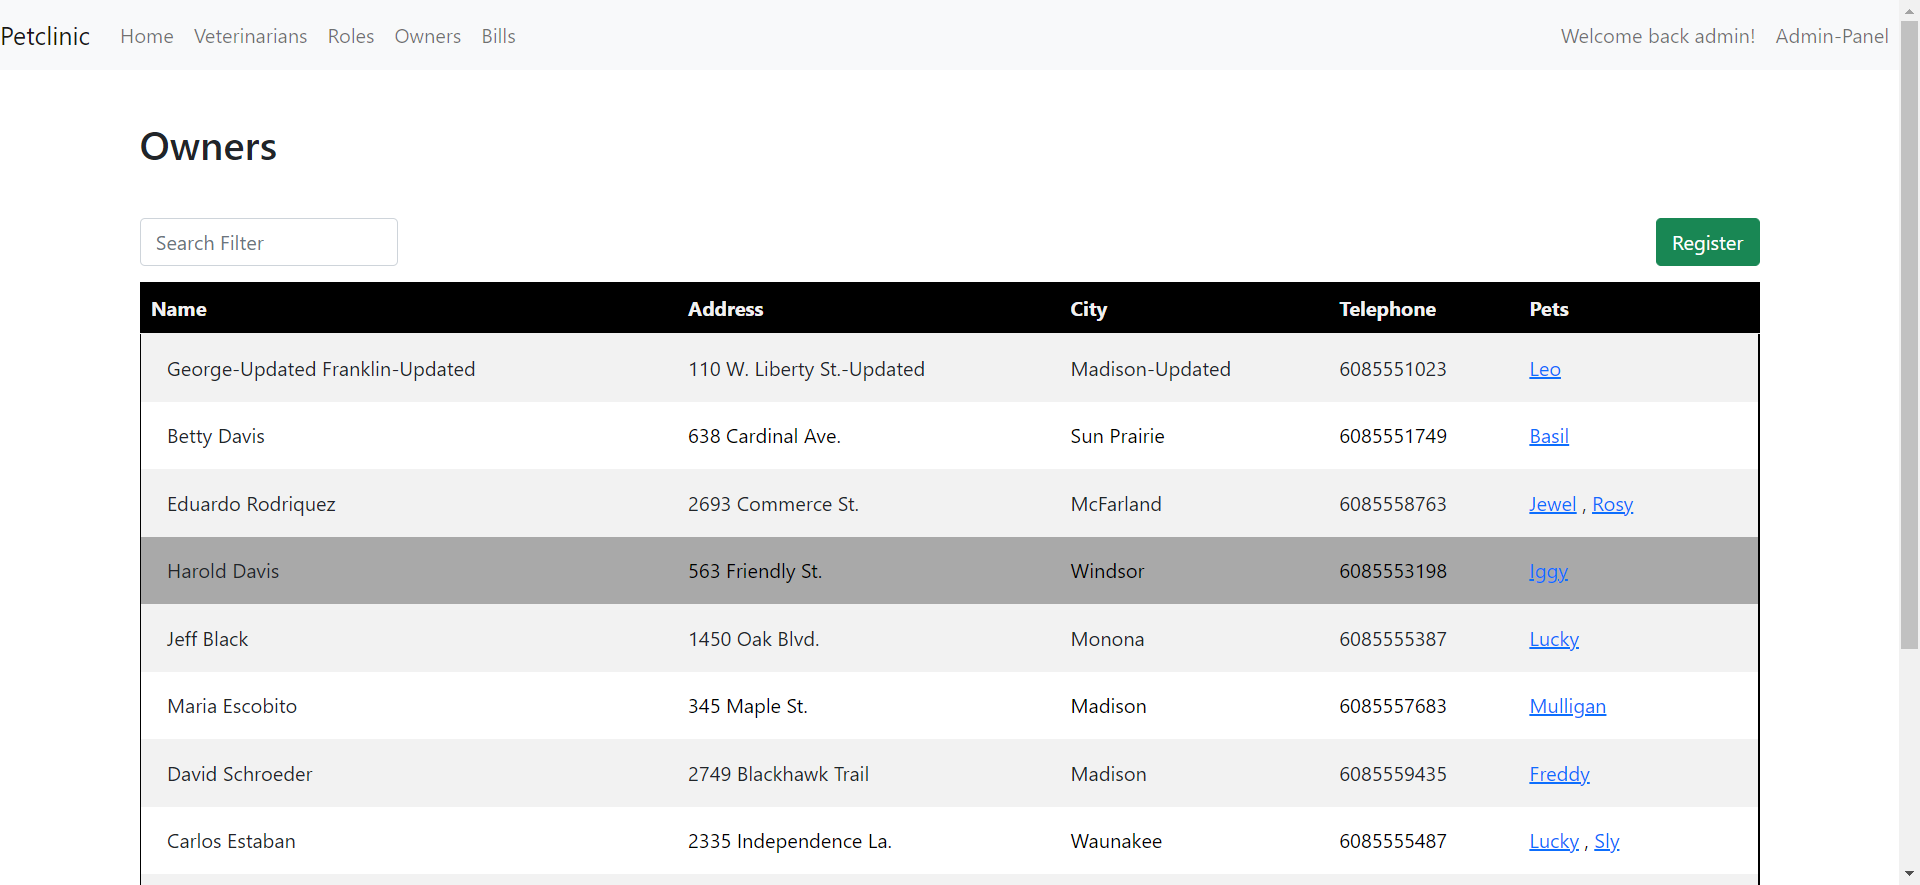 Petclinic Home Veterinarians Roles Owners Bills Welcome back admin! Admin-Panel
Owners
Search Filter Register
Name Address City Telephone Pets
George-Updated Franklin-Updated 110 W. Liberty St.-Updated Madison-Updated 6085551023 Leo
Betty Davis 638 Cardinal Ave. Sun Prairie 6085551749 Basil
Eduardo Rodriquez 2693 Commerce St. McFarland 6085558763 Jewel , Rosy
Harold Davis 563 Friendly St. Windsor 6085553198 Iggy
Jeff Black 1450 Oak Blvd. Monona 6085555387 Lucky
Maria Escobito 345 Maple St. Madison 6085557683 Mulligan
David Schroeder 2749 Blackhawk Trail Madison 6085559435 Freddy
Carlos Estaban 2335 Independence La. Waunakee 6085555487 Lucky , Sly